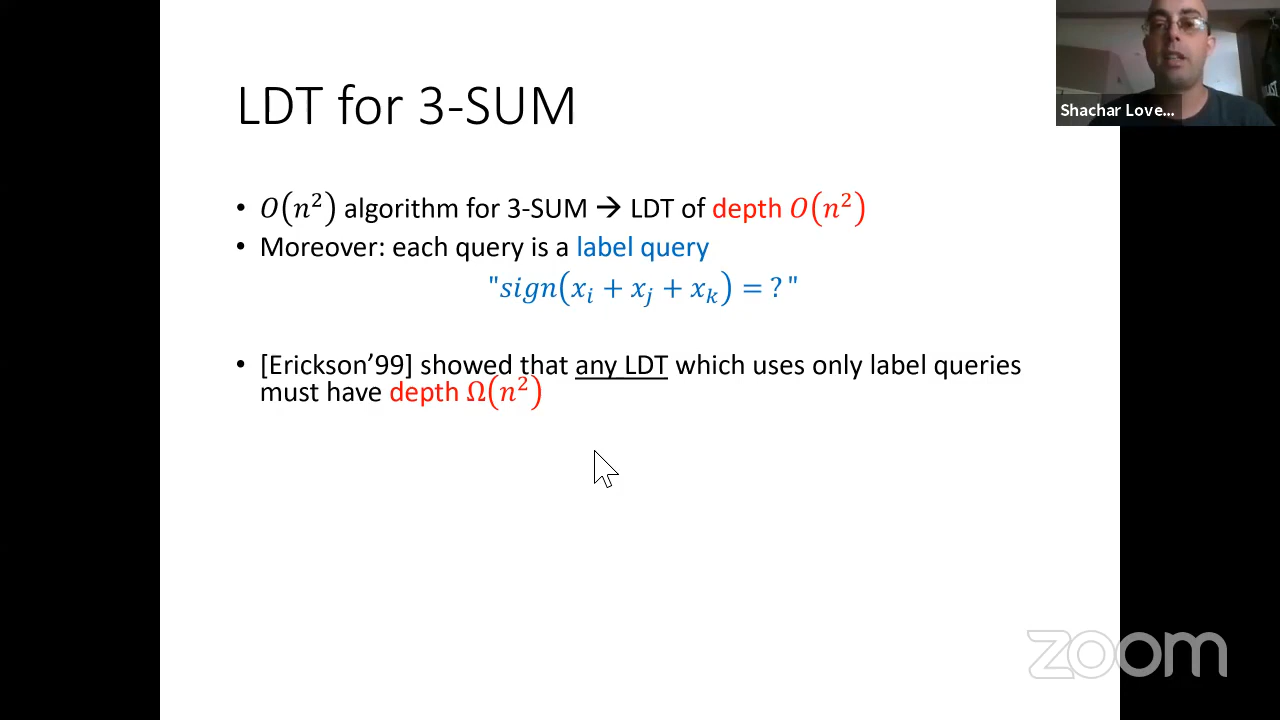 LDT for 3-SUM
Shachar Love...
• O(n²) algorithm for 3-SUM → LDT of depth O(n²)
• Moreover: each query is a label query
"sign(xᵢ + xⱼ + xₖ) = ? "
• [Erickson’99] showed that any LDT which uses only label queries
must have depth Ω(n²)
zoom